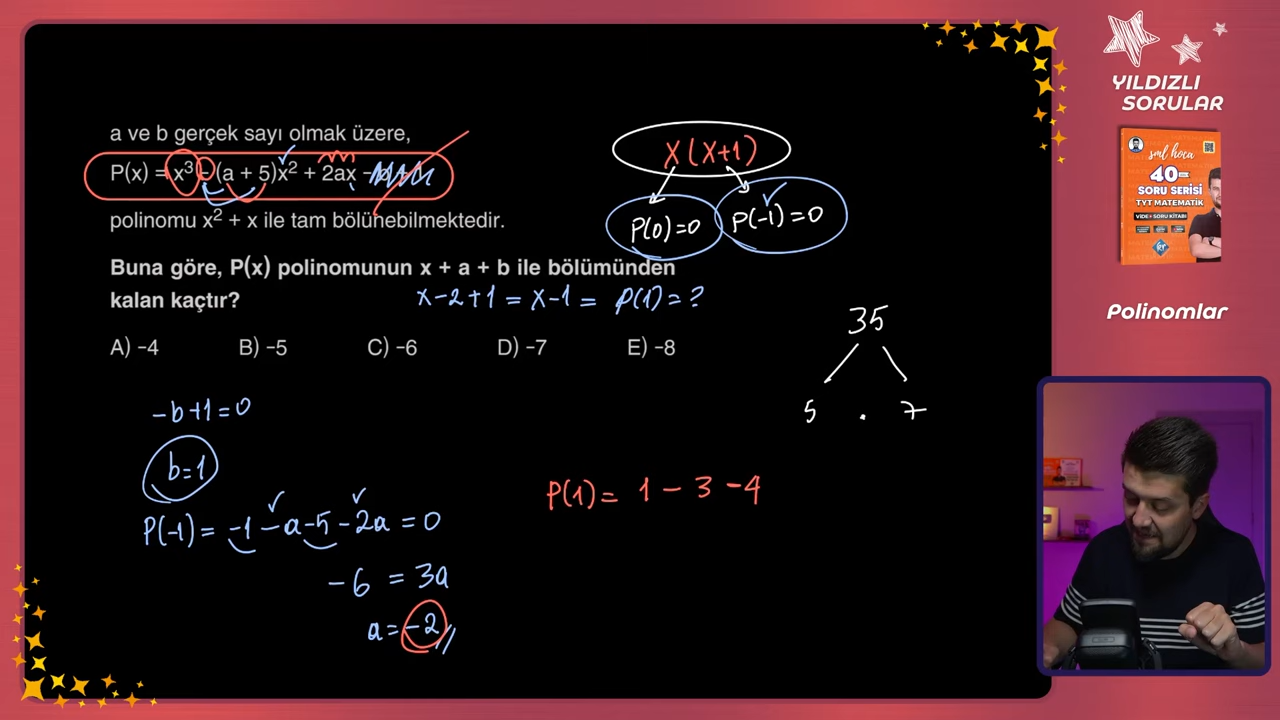 a ve b gerçek sayı olmak üzere,
P(x) = x³ - (a + 5)x² + 2ax -
polinomu x² + x ile tam bölünebilmektedir.
Buna göre, P(x) polinomunun x + a + b ile bölümünden
kalan kaçtır?
x-2+1 = x-1 = P(1) = ?
A) -4 B) -5 C) -6 D) -7 E) -8
x(x+1)
P(0)=0 P(-1)=0
35
5 . 7
-b+1=0
b=1
P(-1) = -1 -a-5-2a = 0
-6 = 3a
a = -2
P(1) = 1 - 3 - 4
YILDIZLI
SORULAR
sml hoca
40
SORU SERİSİ
TYT MATEMATİK
Polinomlar